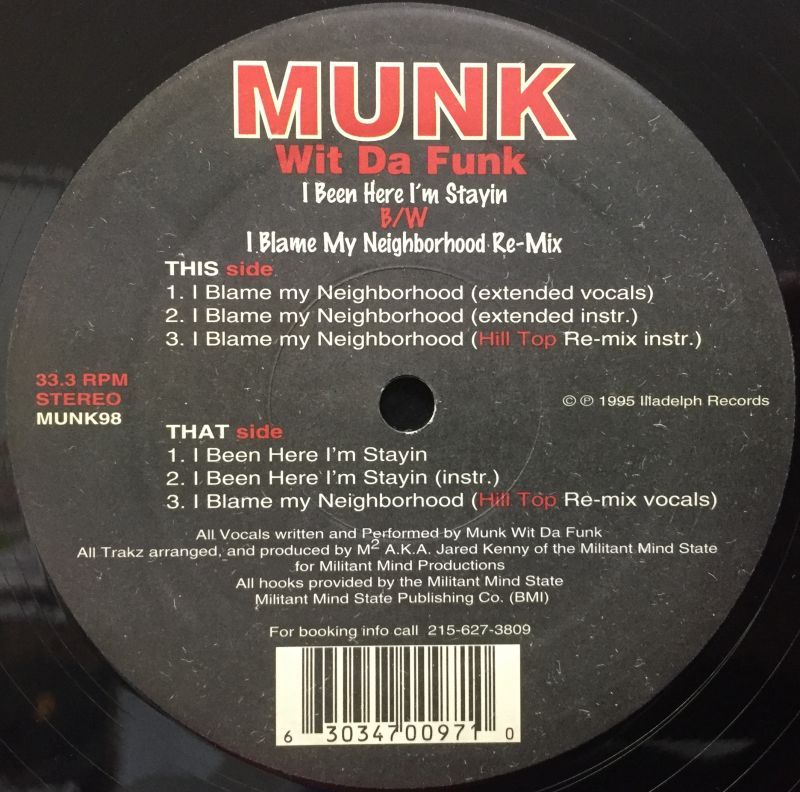 MUNK
Wit Da Funk
I Been Here I'm Stayin
B/W
I Blame My Neighborhood Re-Mix
THIS side
1. I Blame my Neighborhood (extended vocals)
2. I Blame my Neighborhood (extended instr.)
3. I Blame my Neighborhood (Hill Top Re-mix instr.)
33.3 RPM
STEREO
MUNK98
© ℗ 1995 Illadelph Records
THAT side
1. I Been Here I'm Stayin
2. I Been Here I'm Stayin (instr.)
3. I Blame my Neighborhood (Hill Top Re-mix vocals)
All Vocals written and Performed by Munk Wit Da Funk
All Trakz arranged, and produced by M² A.K.A. Jared Kenny of the Militant Mind State
for Militant Mind Productions
All hooks provided by the Militant Mind State
Militant Mind State Publishing Co. (BMI)
For booking info call 215-627-3809
6 30347 00971 0